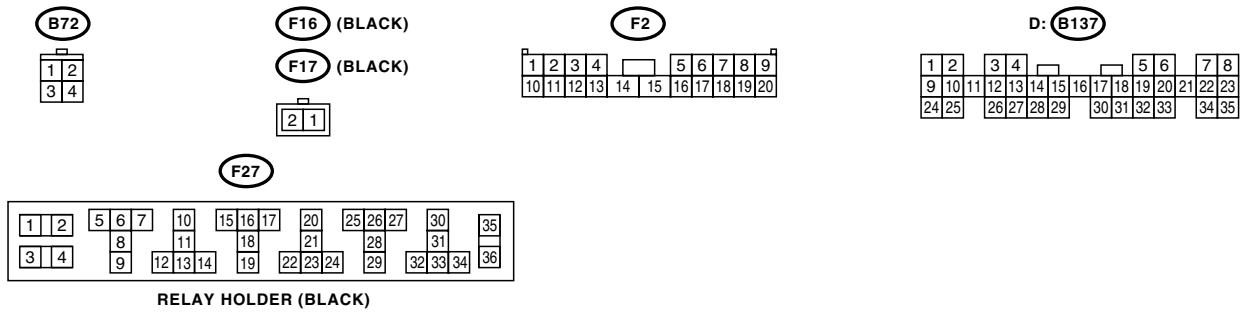 B72
F16 (BLACK)
F17 (BLACK)
F2
D: B137
1 2
3 4
2 1
1 2 3 4 5 6 7 8 9
10 11 12 13 14 15 16 17 18 19 20
1 2 3 4 5 6 7 8
9 10 11 12 13 14 15 16 17 18 19 20 21 22 23
24 25 26 27 28 29 30 31 32 33 34 35
F27
1 2 5 6 7 10 15 16 17 20 25 26 27 30 35
8 11 18 21 28 31
3 4 9 12 13 14 19 22 23 24 29 32 33 34 36
RELAY HOLDER (BLACK)